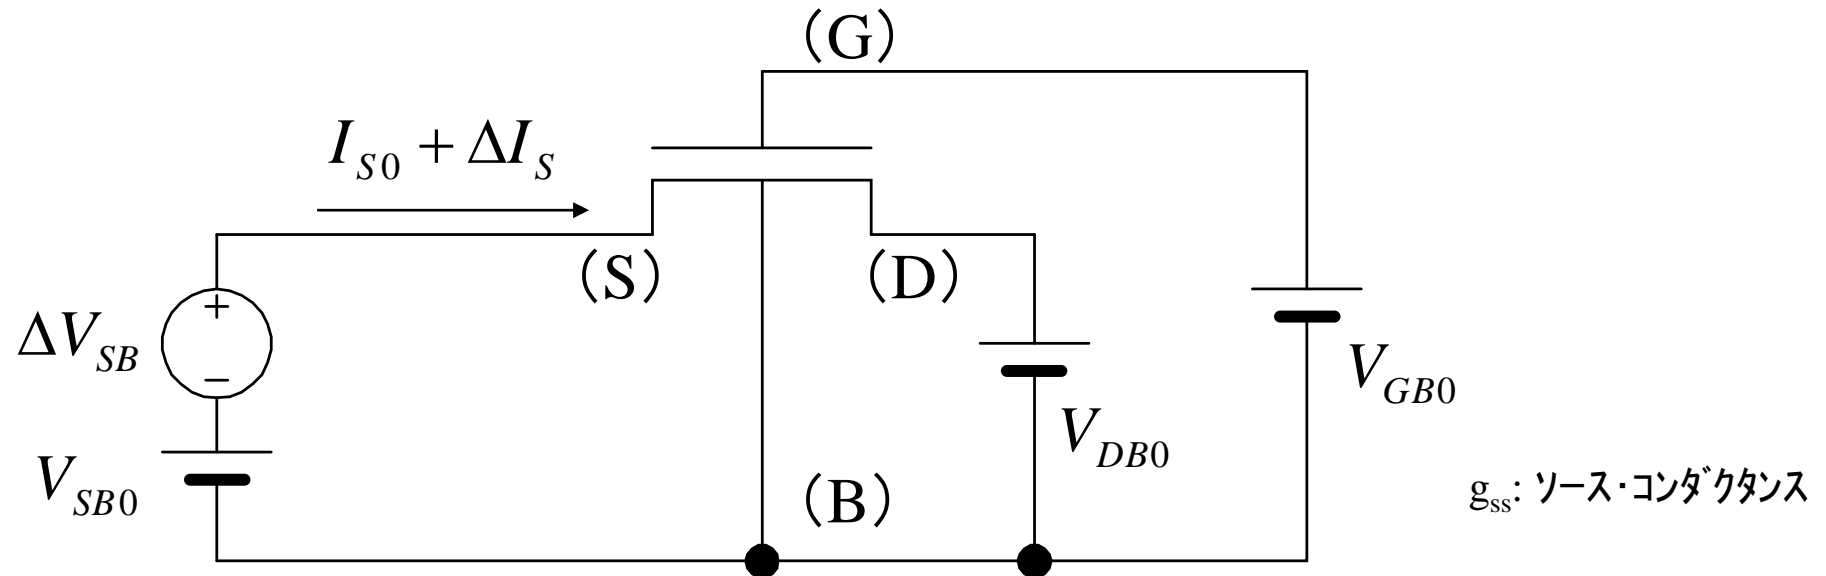 (G)
I_{S0} + ΔI_S
(S)
(D)
+
ΔV_{SB}
−
V_{GB0}
V_{DB0}
V_{SB0}
(B)
g_{ss}: ソース・コンダクタンス